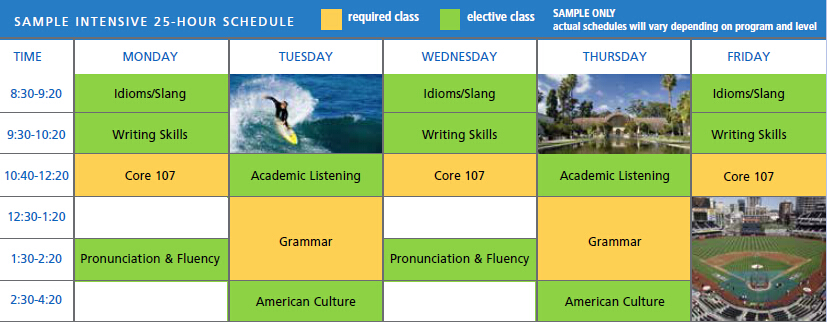 SAMPLE INTENSIVE 25-HOUR SCHEDULE required class elective class SAMPLE ONLY
actual schedules will vary depending on program and level
TIME MONDAY TUESDAY WEDNESDAY THURSDAY FRIDAY
8:30-9:20 Idioms/Slang Idioms/Slang Idioms/Slang
9:30-10:20 Writing Skills Writing Skills Writing Skills
10:40-12:20 Core 107 Academic Listening Core 107 Academic Listening Core 107
12:30-1:20
Grammar Grammar
1:30-2:20 Pronunciation & Fluency Pronunciation & Fluency
2:30-4:20 American Culture American Culture